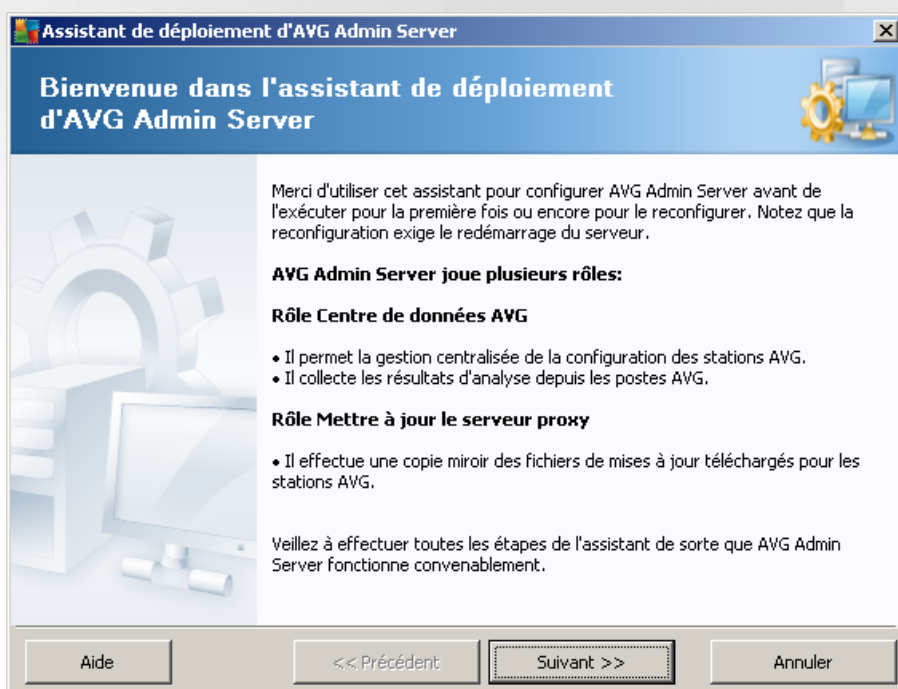 Assistant de déploiement d'AVG Admin Server
Bienvenue dans l'assistant de déploiement
d'AVG Admin Server
Merci d'utiliser cet assistant pour configurer AVG Admin Server avant de
l'exécuter pour la première fois ou encore pour le reconfigurer. Notez que la
reconfiguration exige le redémarrage du serveur.
AVG Admin Server joue plusieurs rôles:
Rôle Centre de données AVG
• Il permet la gestion centralisée de la configuration des stations AVG.
• Il collecte les résultats d'analyse depuis les postes AVG.
Rôle Mettre à jour le serveur proxy
• Il effectue une copie miroir des fichiers de mises à jour téléchargés pour les
stations AVG.
Veillez à effectuer toutes les étapes de l'assistant de sorte que AVG Admin
Server fonctionne convenablement.
Aide
<< Précédent
Suivant >>
Annuler